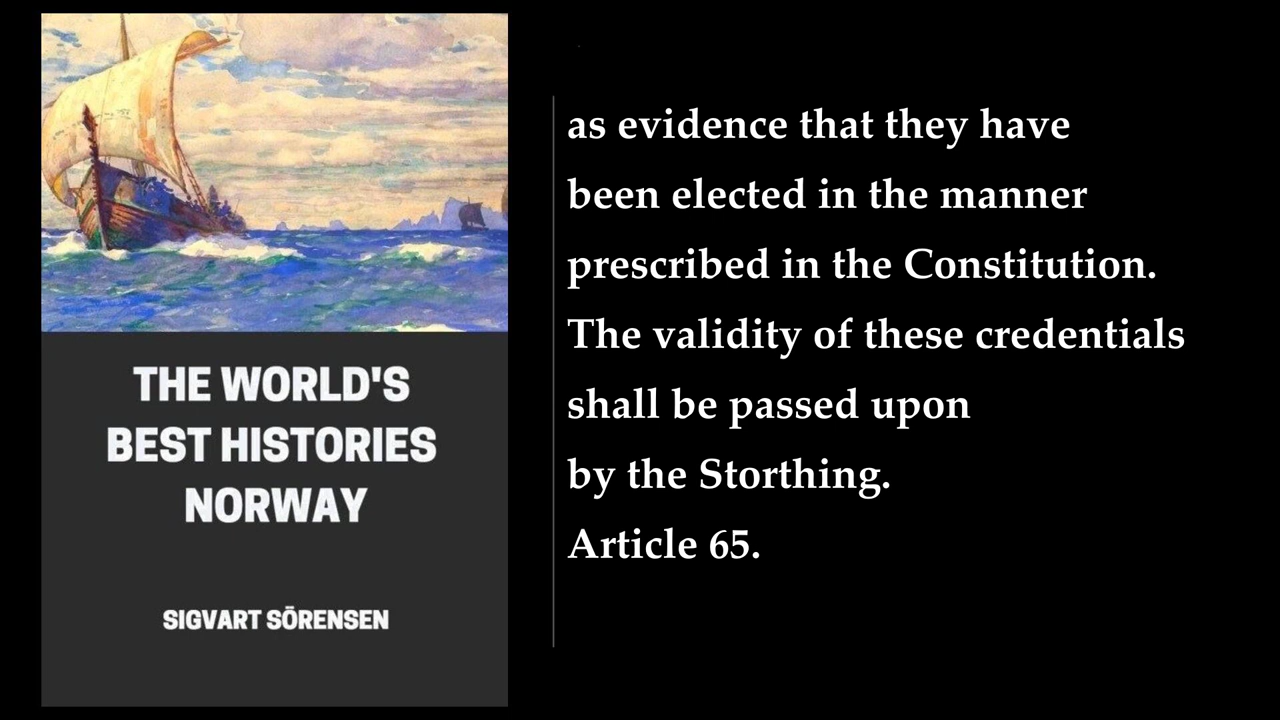 THE WORLD'S
BEST HISTORIES
NORWAY
SIGVART SÖRENSEN
as evidence that they have
been elected in the manner
prescribed in the Constitution.
The validity of these credentials
shall be passed upon
by the Storthing.
Article 65.